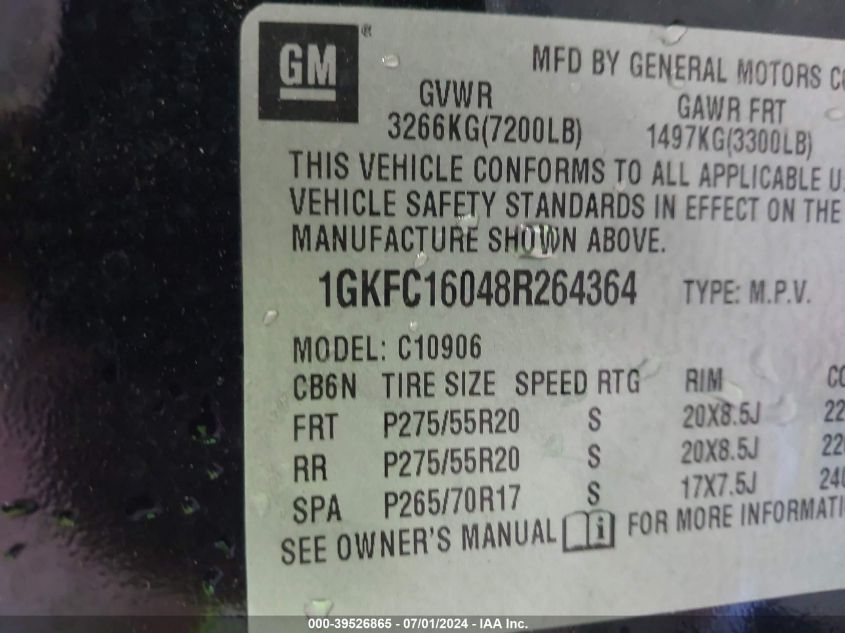 GM®
MFD BY GENERAL MOTORS
GVWR GAWR FRT
3266KG(7200LB) 1497KG(3300LB)
THIS VEHICLE CONFORMS TO ALL APPLICABLE
VEHICLE SAFETY STANDARDS IN EFFECT ON THE
MANUFACTURE SHOWN ABOVE.
1GKFC16048R264364 TYPE: M.P.V.
MODEL: C10906
CB6N TIRE SIZE SPEED RTG RIM
FRT P275/55R20 S 20X8.5J
RR P275/55R20 S 20X8.5J
SPA P265/70R17 S 17X7.5J
SEE OWNER'S MANUAL i FOR MORE
000-39526865 - 07/01/2024 - IAA, Inc.